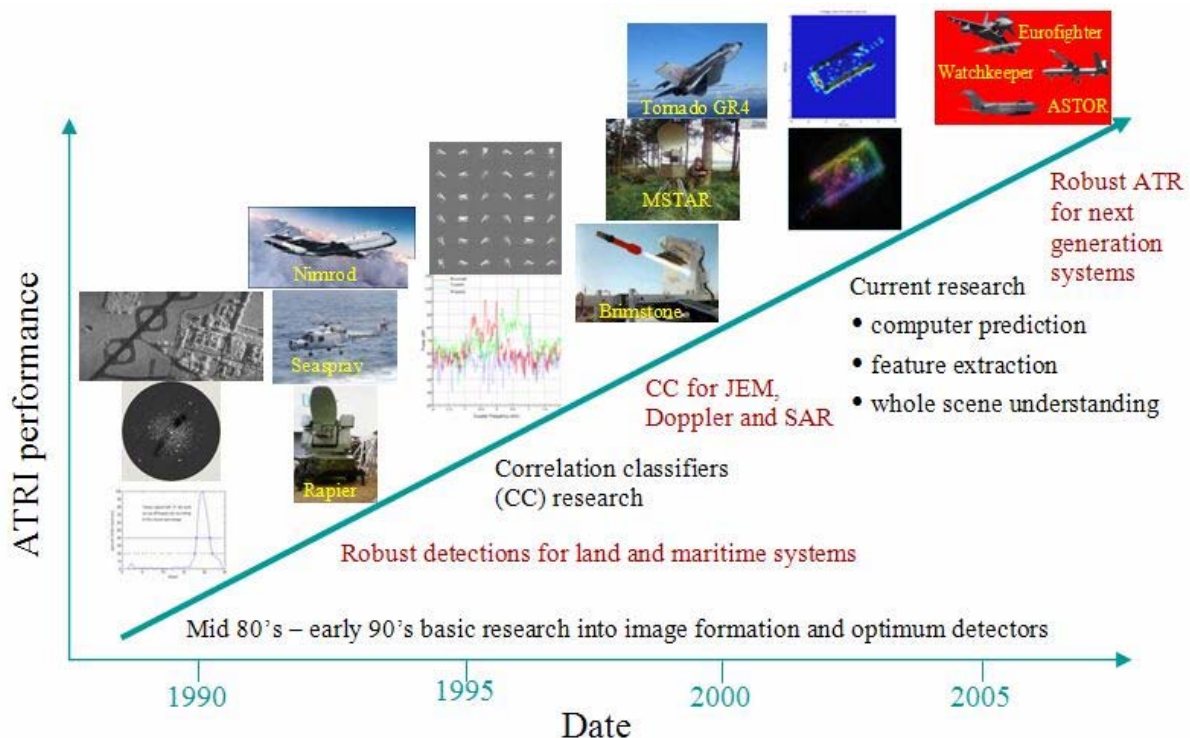 Eurofighter
Watchkeeper
ASTOR
Tornado GR4
MSTAR
Nimrod
Brimstone
Seaspray
Rapier
Robust ATR
for next
generation
systems
Current research
• computer prediction
• feature extraction
• whole scene understanding
CC for JEM,
Doppler and SAR
Correlation classifiers
(CC) research
Robust detections for land and maritime systems
Mid 80's – early 90's basic research into image formation and optimum detectors
ATRI performance
1990
1995
2000
2005
Date